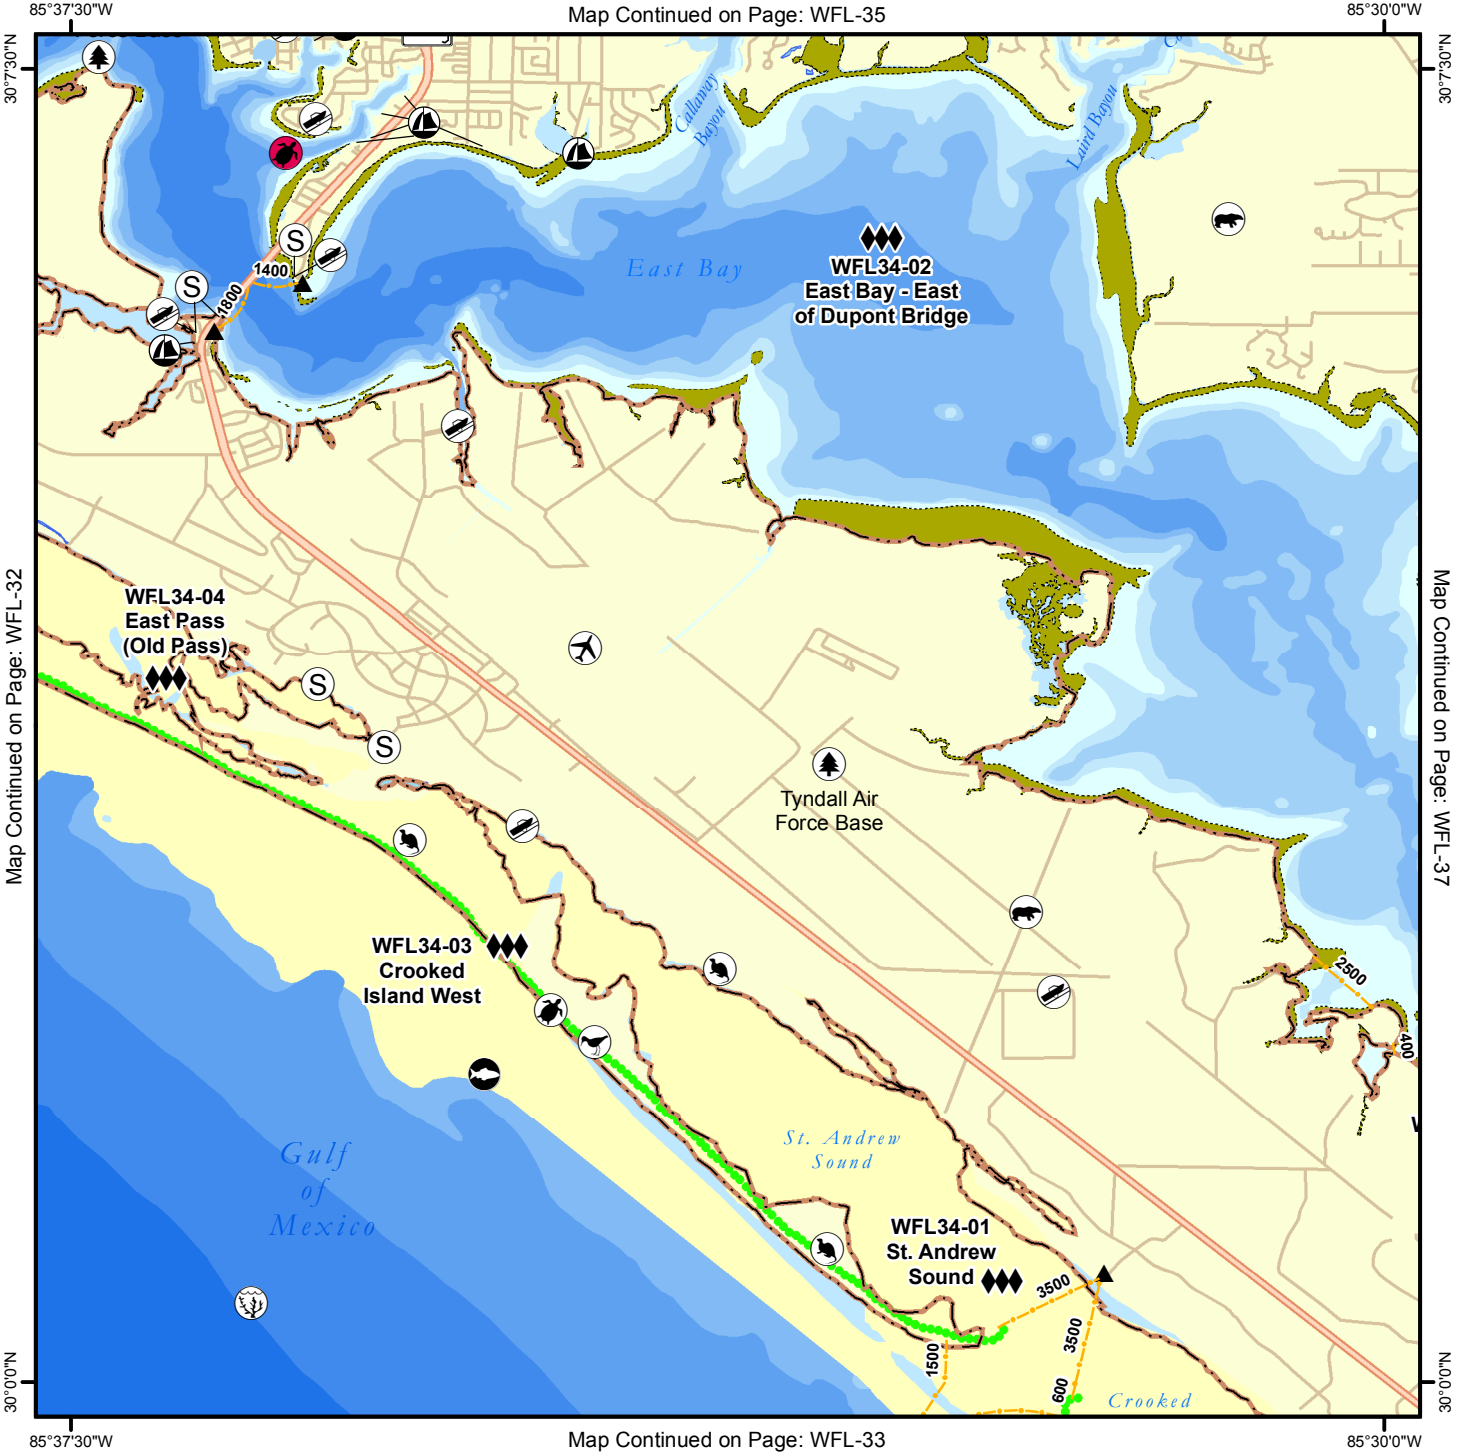 85°37'30"W
Map Continued on Page: WFL-35
85°30'0"W
30°7'30"N
30°7'30"N
Callaway
Bayou
Laird Bayou
S
1400
East Bay
WFL34-02
East Bay - East
of Dupont Bridge
S
1800
Map Continued on Page: WFL-32
Map Continued on Page: WFL-37
WFL34-04
East Pass
(Old Pass)
S
S
Tyndall Air
Force Base
WFL34-03
Crooked
Island West
2500
400
St. Andrew
Sound
Gulf
of
Mexico
WFL34-01
St. Andrew
Sound
3500
3500
1500
600
Crooked
30°0'0"N
30°0'0"N
85°37'30"W
Map Continued on Page: WFL-33
85°30'0"W